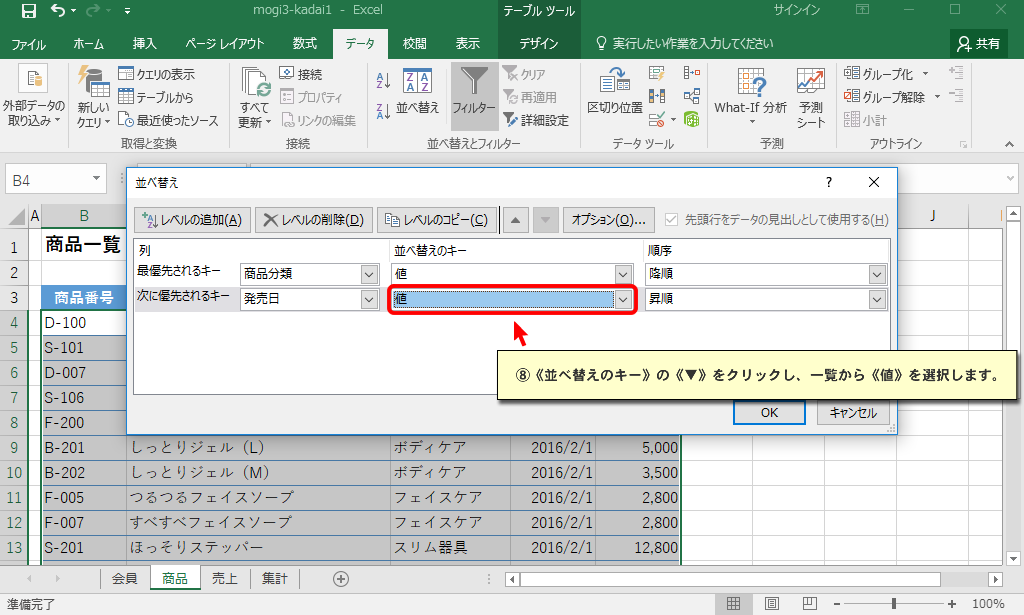 mogi3-kadai1 - Excel
テーブル ツール
サインイン
ファイル ホーム 挿入 ページ レイアウト 数式 データ 校閲 表示 デザイン 実行したい作業を入力してください 共有
外部データの
取り込み
新しい
クエリ
クエリの表示
テーブルから
最近使ったソース
取得と変換
すべて
更新
接続
プロパティ
リンクの編集
接続
並べ替え
フィルター
クリア
再適用
詳細設定
並べ替えとフィルター
区切り位置
データ ツール
What-If 分析
予測
シート
予測
グループ化
グループ解除
小計
アウトライン
B4
並べ替え
?
レベルの追加(A) レベルの削除(D) レベルのコピー(C) オプション(O)... 先頭行をデータの見出しとして使用する(H)
列 並べ替えのキー 順序
最優先されるキー 商品分類 値 降順
次に優先されるキー 発売日 値 昇順
⑧《並べ替えのキー》の《▼》をクリックし、一覧から《値》を選択します。
OK キャンセル
A B J
1 商品一覧
2
3 商品番号
4 D-100
5 S-101
6 D-007
7 S-106
8 F-200
9 B-201 しっとりジェル（L） ボディケア 2016/2/1 5,000
10 B-202 しっとりジェル（M） ボディケア 2016/2/1 3,500
11 F-005 つるつるフェイスソープ フェイスケア 2016/2/1 2,800
12 F-007 すべすべフェイスソープ フェイスケア 2016/2/1 2,800
13 S-201 ほっそりステッパー スリム器具 2016/2/1 12,800
会員 商品 売上 集計
準備完了
100%